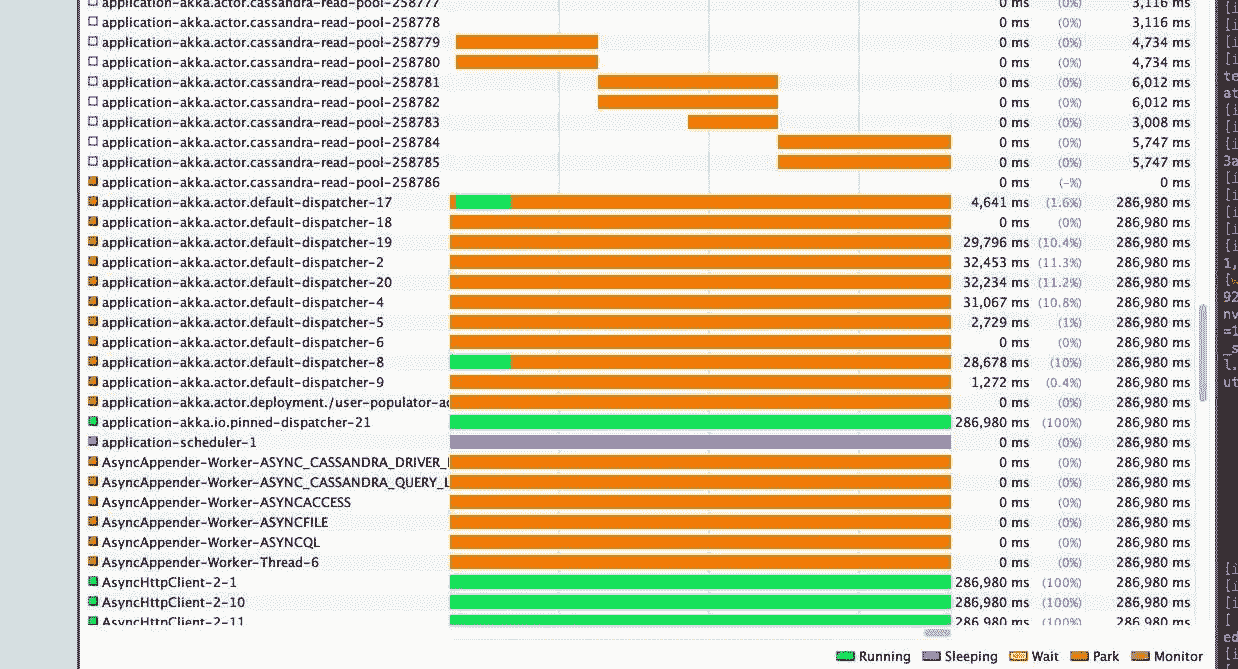 application-akka.actor.cassandra-read-pool-258777 0 ms (0%) 3,116 ms
application-akka.actor.cassandra-read-pool-258778 0 ms (0%) 3,116 ms
application-akka.actor.cassandra-read-pool-258779 0 ms (0%) 4,734 ms
application-akka.actor.cassandra-read-pool-258780 0 ms (0%) 4,734 ms
application-akka.actor.cassandra-read-pool-258781 0 ms (0%) 6,012 ms
application-akka.actor.cassandra-read-pool-258782 0 ms (0%) 6,012 ms
application-akka.actor.cassandra-read-pool-258783 0 ms (0%) 3,008 ms
application-akka.actor.cassandra-read-pool-258784 0 ms (0%) 5,747 ms
application-akka.actor.cassandra-read-pool-258785 0 ms (0%) 5,747 ms
application-akka.actor.cassandra-read-pool-258786 0 ms (-%) 0 ms
application-akka.actor.default-dispatcher-17 4,641 ms (1.6%) 286,980 ms
application-akka.actor.default-dispatcher-18 0 ms (0%) 286,980 ms
application-akka.actor.default-dispatcher-19 29,796 ms (10.4%) 286,980 ms
application-akka.actor.default-dispatcher-2 32,453 ms (11.3%) 286,980 ms
application-akka.actor.default-dispatcher-20 32,234 ms (11.2%) 286,980 ms
application-akka.actor.default-dispatcher-4 31,067 ms (10.8%) 286,980 ms
application-akka.actor.default-dispatcher-5 2,729 ms (1%) 286,980 ms
application-akka.actor.default-dispatcher-6 0 ms (0%) 286,980 ms
application-akka.actor.default-dispatcher-8 28,678 ms (10%) 286,980 ms
application-akka.actor.default-dispatcher-9 1,272 ms (0.4%) 286,980 ms
application-akka.actor.deployment./user-populator-ac 0 ms (0%) 286,980 ms
application-akka.io.pinned-dispatcher-21 286,980 ms (100%) 286,980 ms
application-scheduler-1 0 ms (0%) 286,980 ms
AsyncAppender-Worker-ASYNC_CASSANDRA_DRIVER_ 0 ms (0%) 286,980 ms
AsyncAppender-Worker-ASYNC_CASSANDRA_QUERY_L 0 ms (0%) 286,980 ms
AsyncAppender-Worker-ASYNCACCESS 0 ms (0%) 286,980 ms
AsyncAppender-Worker-ASYNCFILE 0 ms (0%) 286,980 ms
AsyncAppender-Worker-ASYNCQL 0 ms (0%) 286,980 ms
AsyncAppender-Worker-Thread-6 0 ms (0%) 286,980 ms
AsyncHttpClient-2-1 286,980 ms (100%) 286,980 ms
AsyncHttpClient-2-10 286,980 ms (100%) 286,980 ms
AsyncHttpClient-2-11 286,980 ms (100%) 286,980 ms
Running Sleeping Wait Park Monitor